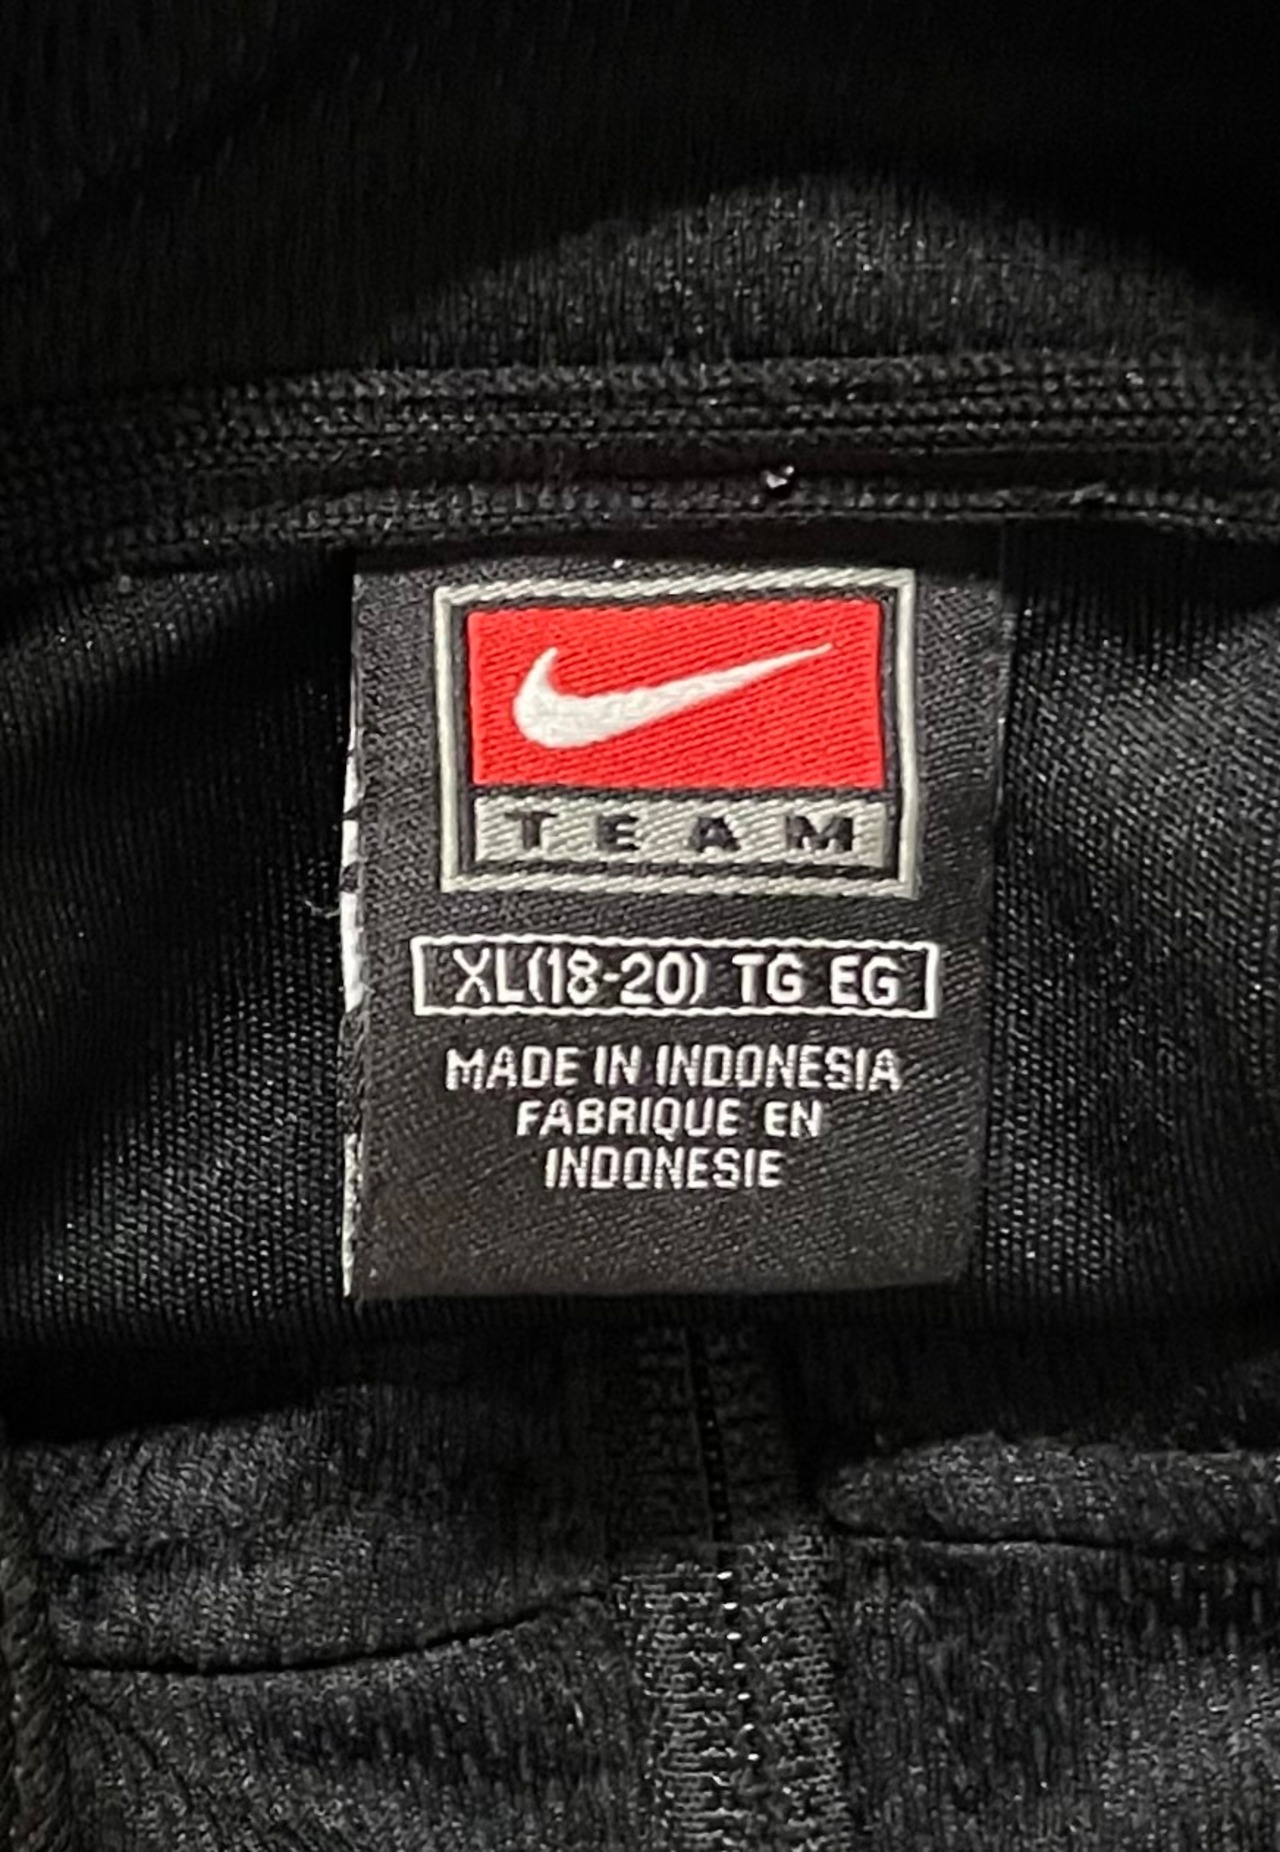 TEAM
XL(18-20) TG EG
MADE IN INDONESIA
FABRIQUE EN
INDONESIE